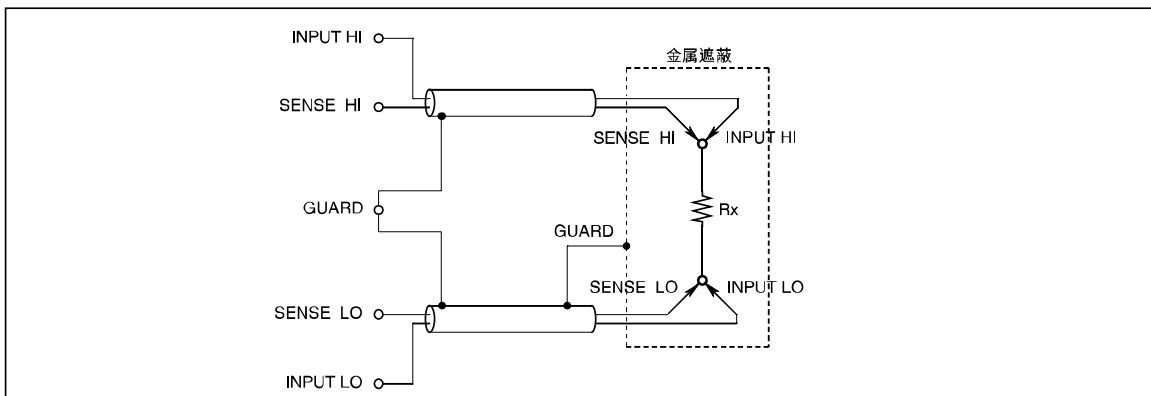 INPUT HI
金属遮蔽
SENSE HI
SENSE HI
INPUT HI
GUARD
Rx
GUARD
SENSE LO
INPUT LO
SENSE LO
INPUT LO